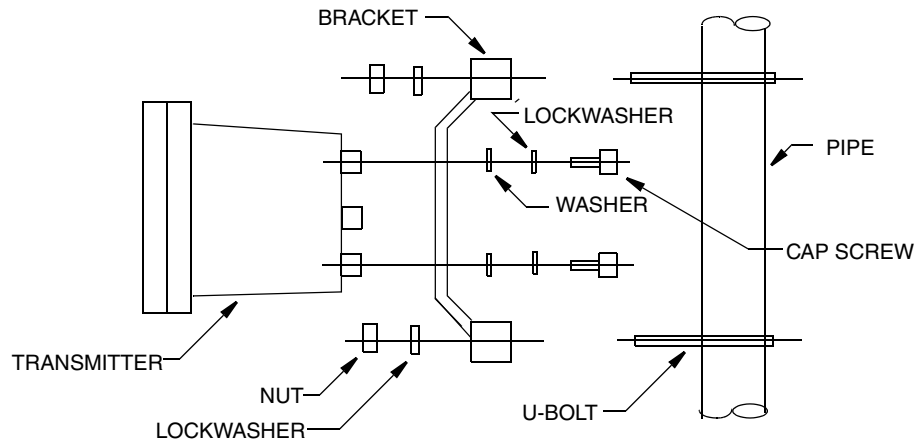 BRACKET
LOCKWASHER
PIPE
WASHER
CAP SCREW
TRANSMITTER
NUT
U-BOLT
LOCKWASHER